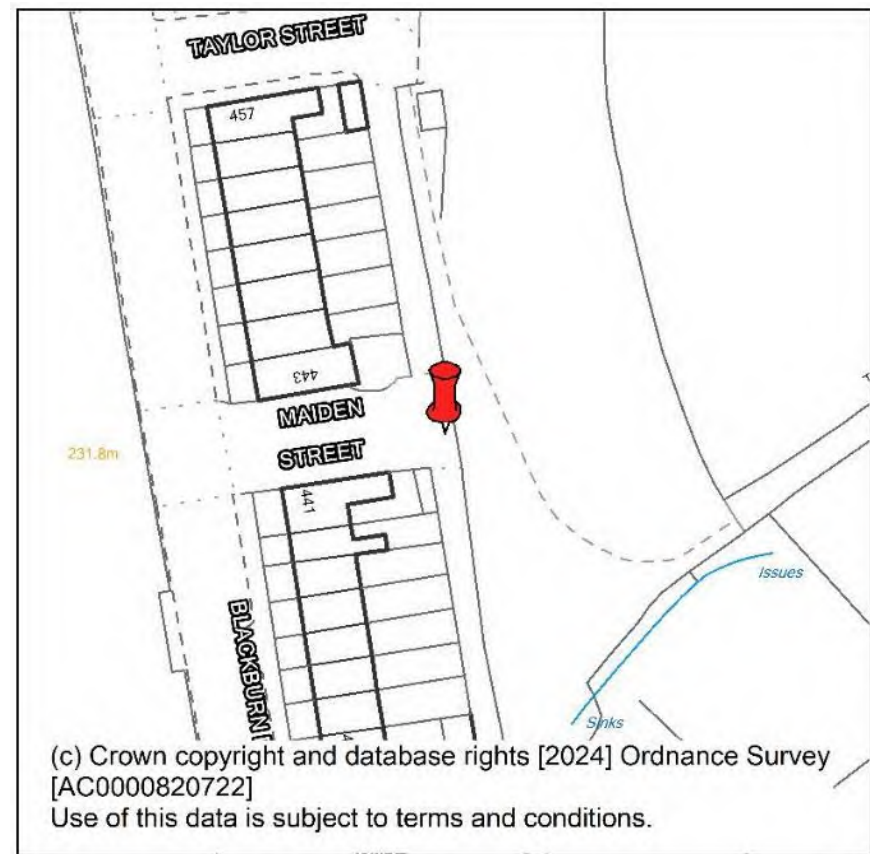 TAYLOR STREET
457
443
MAIDEN
STREET
231.8m
441
Issues
BLACKBURN
Sinks
(c) Crown copyright and database rights [2024] Ordnance Survey
[AC0000820722]
Use of this data is subject to terms and conditions.